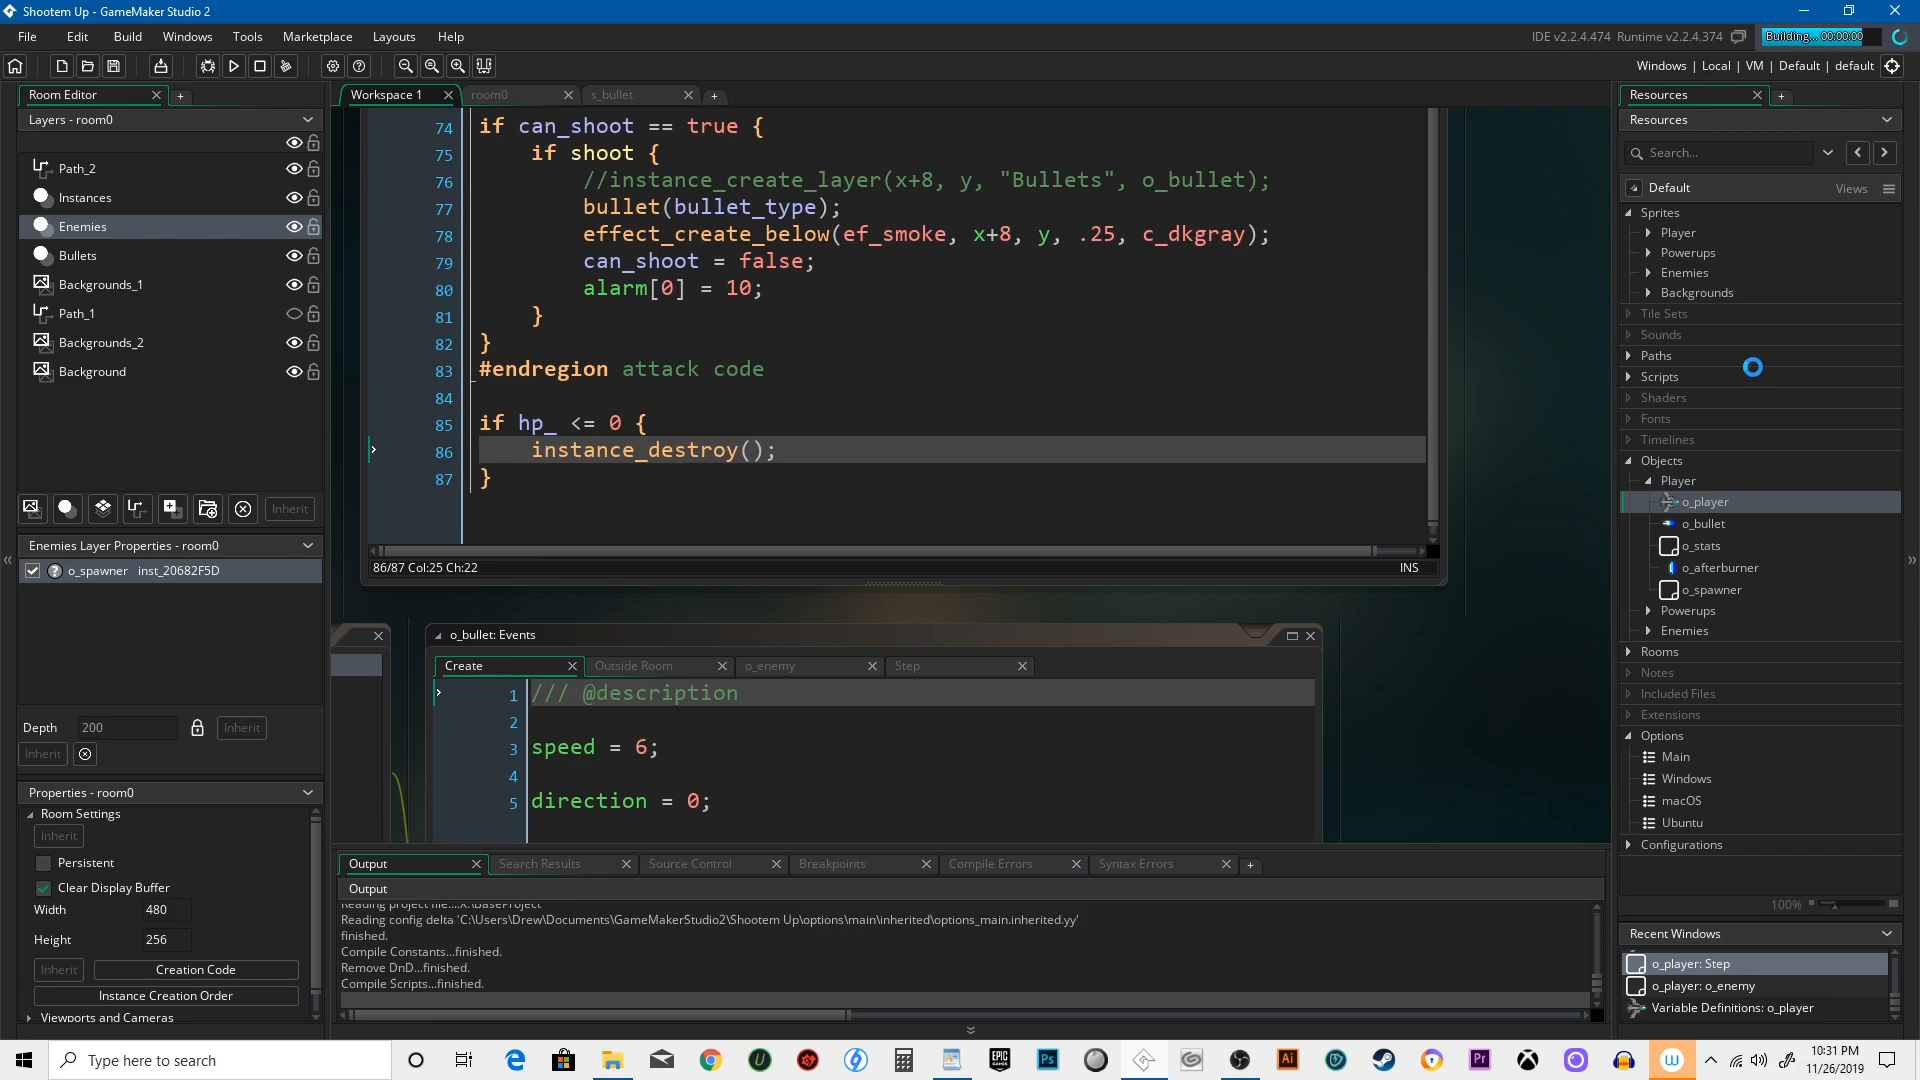 Shootem Up - GameMaker Studio 2
File Edit Build Windows Tools Marketplace Layouts Help
IDE v2.2.4.474 Runtime v2.2.4.374
Building... 00:00:00
Windows | Local | VM | Default | default
Room Editor
Layers - room0
Path_2
Instances
Enemies
Bullets
Backgrounds_1
Path_1
Backgrounds_2
Background
Inherit
Enemies Layer Properties - room0
o_spawner inst_20682F5D
Depth 200 Inherit
Inherit
Properties - room0
Room Settings
Inherit
Persistent
Clear Display Buffer
Width 480
Height 256
Inherit Creation Code
Instance Creation Order
Viewports and Cameras
Workspace 1 room0 s_bullet
74 if can_shoot == true {
75 if shoot {
76 //instance_create_layer(x+8, y, "Bullets", o_bullet);
77 bullet(bullet_type);
78 effect_create_below(ef_smoke, x+8, y, .25, c_dkgray);
79 can_shoot = false;
80 alarm[0] = 10;
81 }
82 }
83 #endregion attack code
84
85 if hp_ <= 0 {
86 instance_destroy();
87 }
86/87 Col:25 Ch:22 INS
o_bullet: Events
Create Outside Room o_enemy Step
1 /// @description
2
3 speed = 6;
4
5 direction = 0;
Output Search Results Source Control Breakpoints Compile Errors Syntax Errors
Output
Reading project file....X:\BaseProject
Reading config delta 'C:\Users\Drew\Documents\GameMakerStudio2\Shootem Up\options\main\inherited\options_main.inherited.yy'
finished.
Compile Constants...finished.
Remove DnD...finished.
Compile Scripts...finished.
Resources
Resources
Search...
Default Views
Sprites
Player
Powerups
Enemies
Backgrounds
Tile Sets
Sounds
Paths
Scripts
Shaders
Fonts
Timelines
Objects
Player
o_player
o_bullet
o_stats
o_afterburner
o_spawner
Powerups
Enemies
Rooms
Notes
Included Files
Extensions
Options
Main
Windows
macOS
Ubuntu
Configurations
100%
Recent Windows
o_player: Step
o_player: o_enemy
Variable Definitions: o_player
Type here to search
10:31 PM
11/26/2019